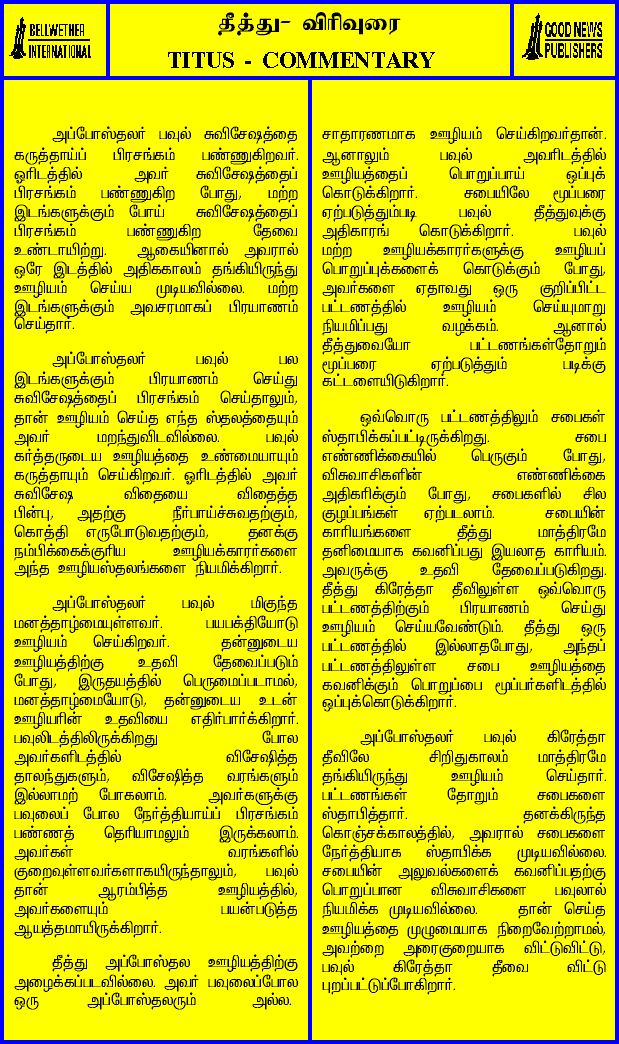 BELLWETHER
INTERNATIONAL
தீத்து- விரிவுரை
TITUS - COMMENTARY
GOOD NEWS
PUBLISHERS
அப்போஸ்தலர் பவுல் சுவிசேஷத்தை
கருத்தாய்ப் பிரசங்கம் பண்ணுகிறவர்.
ஓரிடத்தில் அவர் சுவிசேஷத்தைப்
பிரசங்கம் பண்ணுகிற போது, மற்ற
இடங்களுக்கும் போய் சுவிசேஷத்தைப்
பிரசங்கம் பண்ணுகிற தேவை
உண்டாயிற்று. ஆகையினால் அவரால்
ஒரே இடத்தில் அதிககாலம் தங்கியிருந்து
ஊழியம் செய்ய முடியவில்லை. மற்ற
இடங்களுக்கும் அவசரமாகப் பிரயாணம்
செய்தார்.
அப்போஸ்தலர் பவுல் பல
இடங்களுக்கும் பிரயாணம் செய்து
சுவிசேஷத்தைப் பிரசங்கம் செய்தாலும்,
தான் ஊழியம் செய்த எந்த ஸ்தலத்தையும்
அவர் மறந்துவிடவில்லை. பவுல்
கர்த்தருடைய ஊழியத்தை உண்மையாயும்
கருத்தாயும் செய்கிறவர். ஓரிடத்தில் அவர்
சுவிசேஷ விதையை விதைத்த
பின்பு, அதற்கு நீர்பாய்ச்சுவதற்கும்,
கொத்தி எருபோடுவதற்கும், தனக்கு
நம்பிக்கைக்குரிய ஊழியக்காரர்களை
அந்த ஊழியஸ்தலங்களை நியமிக்கிறார்.
அப்போஸ்தலர் பவுல் மிகுந்த
மனத்தாழ்மையுள்ளவர். பயபக்தியோடு
ஊழியம் செய்கிறவர். தன்னுடைய
ஊழியத்திற்கு உதவி தேவைப்படும்
போது, இருதயத்தில் பெருமைப்படாமல்,
மனத்தாழ்மையோடு, தன்னுடைய உடன்
ஊழியரின் உதவியை எதிர்பார்க்கிறார்.
பவுலிடத்திலிருக்கிறது போல
அவர்களிடத்தில் விசேஷித்த
தாலந்துகளும், விசேஷித்த வரங்களும்
இல்லாமற் போகலாம். அவர்களுக்கு
பவுலைப் போல நேர்த்தியாய்ப் பிரசங்கம்
பண்ணத் தெரியாமலும் இருக்கலாம்.
அவர்கள் வரங்களில்
குறைவுள்ளவர்களாகயிருந்தாலும், பவுல்
தான் ஆரம்பித்த ஊழியத்தில்,
அவர்களையும் பயன்படுத்த
ஆயத்தமாயிருக்கிறார்.
தீத்து அப்போஸ்தல ஊழியத்திற்கு
அழைக்கப்படவில்லை. அவர் பவுலைப்போல
ஒரு அப்போஸ்தலரும் அல்ல.
சாதாரணமாக ஊழியம் செய்கிறவர்தான்.
ஆனாலும் பவுல் அவரிடத்தில்
ஊழியத்தைப் பொறுப்பாய் ஒப்புக்
கொடுக்கிறார். சபையிலே மூப்பரை
ஏற்படுத்தும்படி பவுல் தீத்துவுக்கு
அதிகாரங் கொடுக்கிறார். பவுல்
மற்ற ஊழியக்காரர்களுக்கு ஊழியப்
பொறுப்புக்களைக் கொடுக்கும் போது,
அவர்களை ஏதாவது ஒரு குறிப்பிட்ட
பட்டணத்தில் ஊழியம் செய்யுமாறு
நியமிப்பது வழக்கம். ஆனால்
தீத்துவையோ பட்டணங்கள்தோறும்
மூப்பரை ஏற்படுத்தும் படிக்கு
கட்டளையிடுகிறார்.
ஒவ்வொரு பட்டணத்திலும் சபைகள்
ஸ்தாபிக்கப்பட்டிருக்கிறது. சபை
எண்ணிக்கையில் பெருகும் போது,
விசுவாசிகளின் எண்ணிக்கை
அதிகரிக்கும் போது, சபைகளில் சில
குழப்பங்கள் ஏற்படலாம். சபையின்
காரியங்களை தீத்து மாத்திரமே
தனிமையாக கவனிப்பது இயலாத காரியம்.
அவருக்கு உதவி தேவைப்படுகிறது.
தீத்து கிரேத்தா தீவிலுள்ள ஒவ்வொரு
பட்டணத்திற்கும் பிரயாணம் செய்து
ஊழியம் செய்யவேண்டும். தீத்து ஒரு
பட்டணத்தில் இல்லாதபோது, அந்தப்
பட்டணத்திலுள்ள சபை ஊழியத்தை
கவனிக்கும் பொறுப்பை மூப்பர்களிடத்தில்
ஒப்புக்கொடுக்கிறார்.
அப்போஸ்தலர் பவுல் கிரேத்தா
தீவிலே சிறிதுகாலம் மாத்திரமே
தங்கியிருந்து ஊழியம் செய்தார்.
பட்டணங்கள் தோறும் சபைகளை
ஸ்தாபித்தார். தனக்கிருந்த
கொஞ்சக்காலத்தில், அவரால் சபைகளை
நேர்த்தியாக ஸ்தாபிக்க முடியவில்லை.
சபையின் அலுவல்களைக் கவனிப்பதற்கு
பொறுப்பான விசுவாசிகளை பவுலால்
நியமிக்க முடியவில்லை. தான் செய்த
ஊழியத்தை முழுமையாக நிறைவேற்றாமல்,
அவற்றை அரைகுறையாக விட்டுவிட்டு,
பவுல் கிரேத்தா தீவை விட்டு
புறப்பட்டுப்போகிறார்.